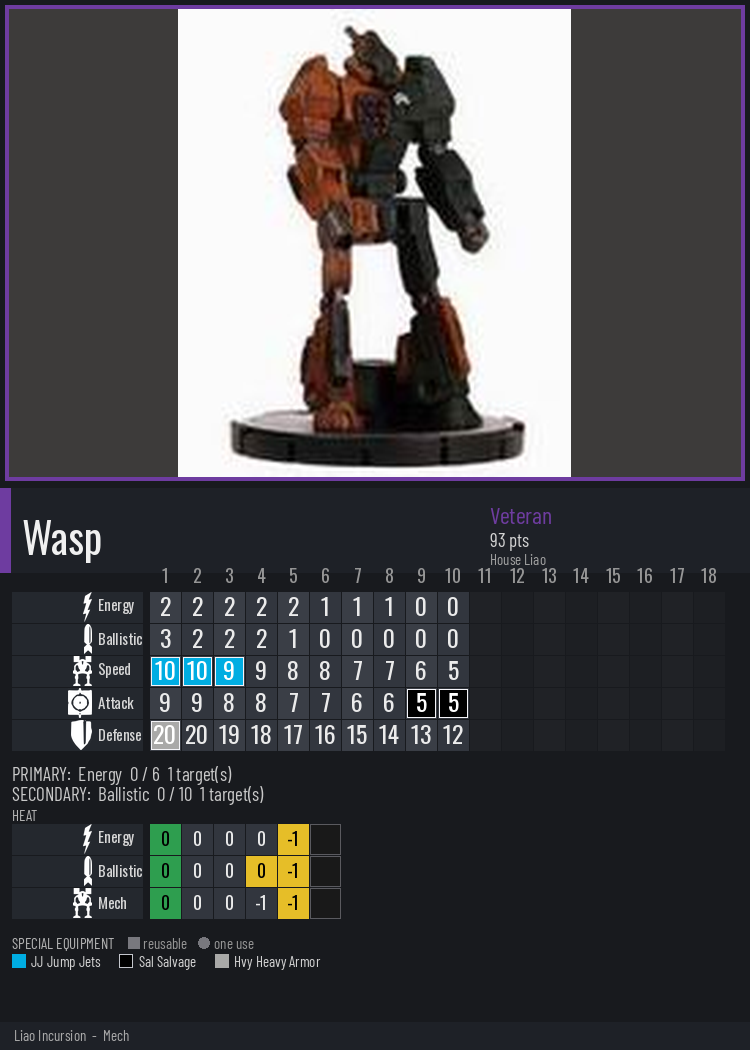 Wasp
Veteran
93 pts
House Liao
1 2 3 4 5 6 7 8 9 10 11 12 13 14 15 16 17 18
Energy 2 2 2 2 2 1 1 1 0 0
Ballistic 3 2 2 2 1 0 0 0 0 0
Speed 10 10 9 9 8 8 7 7 6 5
Attack 9 9 8 8 7 7 6 6 5 5
Defense 20 20 19 18 17 16 15 14 13 12
PRIMARY: Energy 0 / 6 1 target(s)
SECONDARY: Ballistic 0 / 10 1 target(s)
HEAT
Energy 0 0 0 0 -1
Ballistic 0 0 0 0 -1
Mech 0 0 0 -1 -1
SPECIAL EQUIPMENT reusable one use
JJ Jump Jets Sal Salvage Hvy Heavy Armor
Liao Incursion - Mech